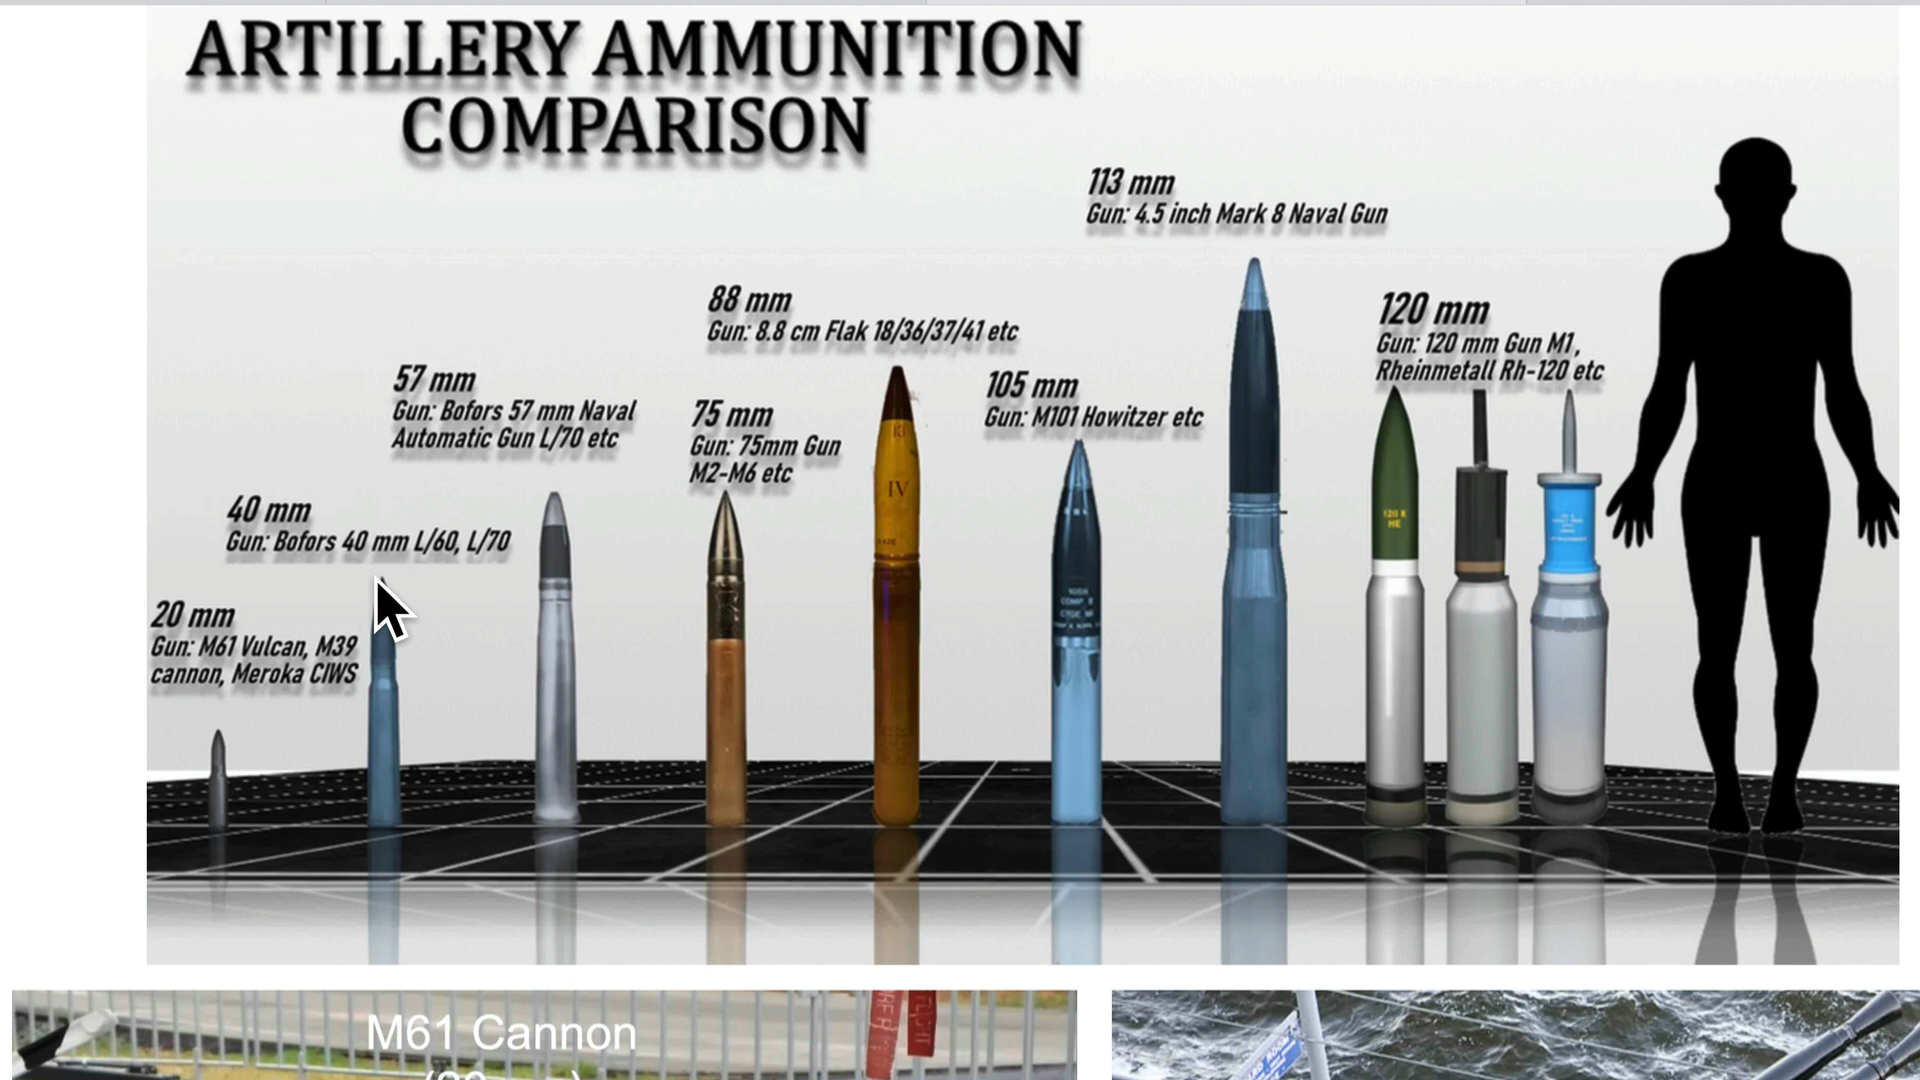 ARTILLERY AMMUNITION
COMPARISON
113 mm
Gun: 4.5 inch Mark 8 Naval Gun
88 mm
Gun: 8.8 cm Flak 18/36/37/41 etc
120 mm
Gun: 120 mm Gun M1,
Rheinmetall Rh-120 etc
57 mm
Gun: Bofors 57 mm Naval
Automatic Gun L/70 etc
105 mm
Gun: M101 Howitzer etc
75 mm
Gun: 75mm Gun
M2-M6 etc
40 mm
Gun: Bofors 40 mm L/60, L/70
20 mm
Gun: M61 Vulcan, M39
cannon, Meroka CIWS
IV
120 K
HE
M61 Cannon